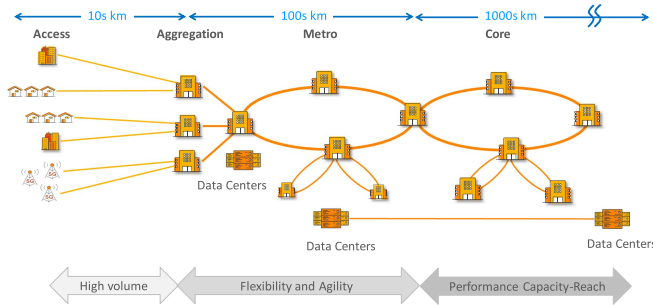 10s km 100s km 1000s km
Access Aggregation Metro Core
5G 5G
5G
Data Centers
Data Centers
Data Centers
High volume Flexibility and Agility Performance Capacity-Reach